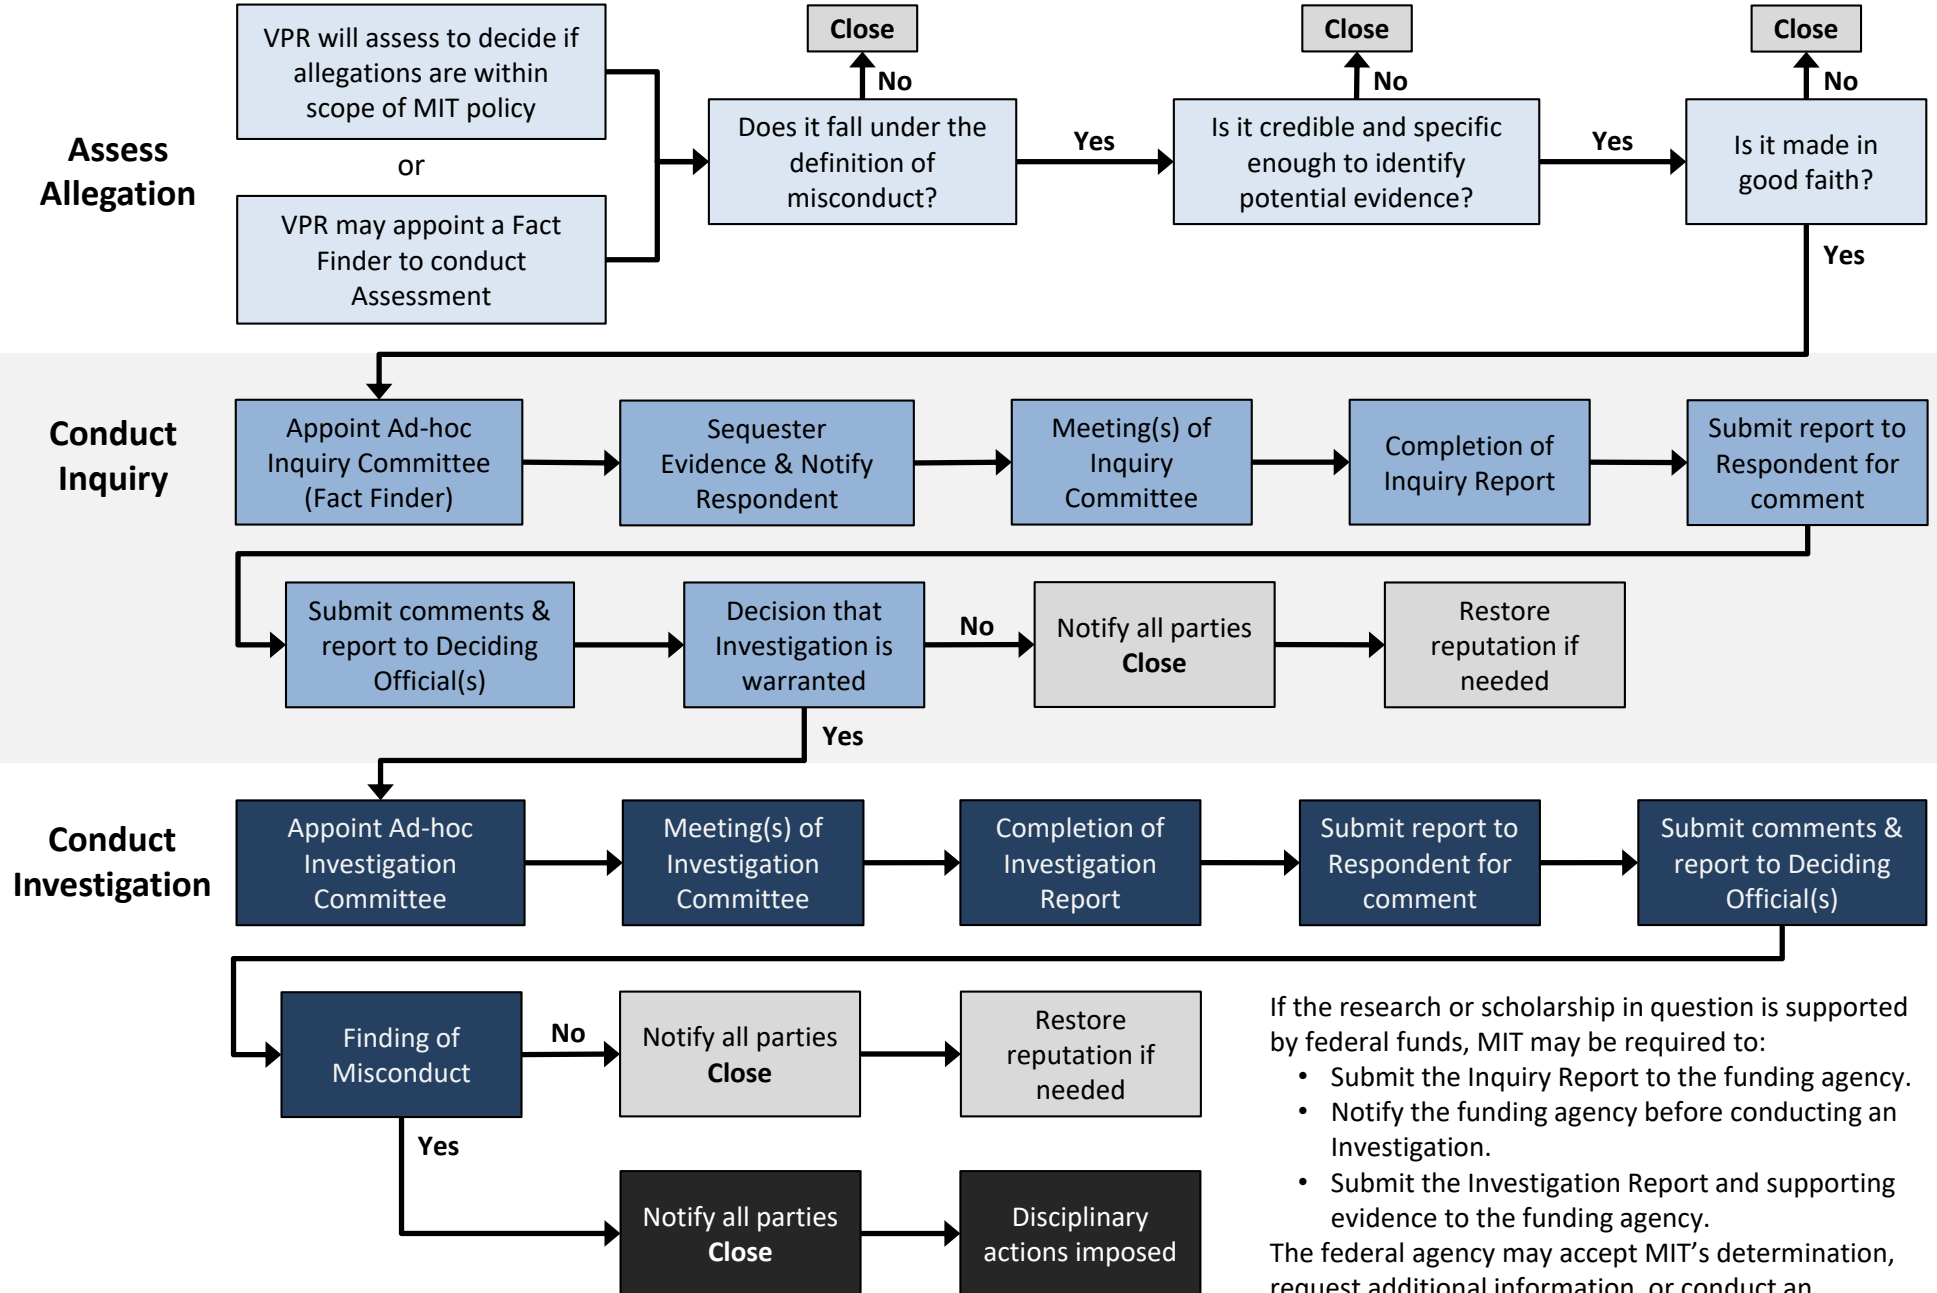 Assess
Allegation
VPR will assess to decide if
allegations are within
scope of MIT policy
or
VPR may appoint a Fact
Finder to conduct
Assessment
Does it fall under the
definition of
misconduct?
No
Close
Yes
Is it credible and specific
enough to identify
potential evidence?
No
Close
Yes
Is it made in
good faith?
No
Close
Yes
Conduct
Inquiry
Appoint Ad-hoc
Inquiry Committee
(Fact Finder)
Sequester
Evidence & Notify
Respondent
Meeting(s) of
Inquiry
Committee
Completion of
Inquiry Report
Submit report to
Respondent for
comment
Submit comments &
report to Deciding
Official(s)
Decision that
Investigation is
warranted
No
Notify all parties
Close
Restore
reputation if
needed
Yes
Conduct
Investigation
Appoint Ad-hoc
Investigation
Committee
Meeting(s) of
Investigation
Committee
Completion of
Investigation
Report
Submit report to
Respondent for
comment
Submit comments &
report to Deciding
Official(s)
Finding of
Misconduct
No
Notify all parties
Close
Restore
reputation if
needed
Yes
Notify all parties
Close
Disciplinary
actions imposed
If the research or scholarship in question is supported
by federal funds, MIT may be required to:
• Submit the Inquiry Report to the funding agency.
• Notify the funding agency before conducting an
Investigation.
• Submit the Investigation Report and supporting
evidence to the funding agency.
The federal agency may accept MIT’s determination,
request additional information, or conduct an